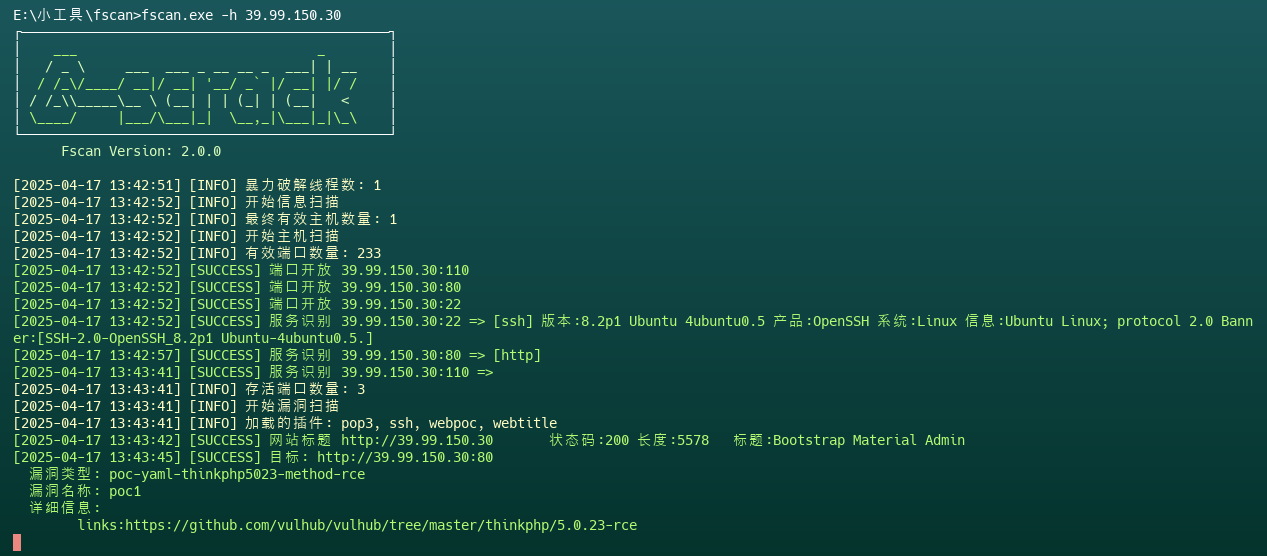 E:\小工具\fscan>fscan.exe -h 39.99.150.30
┌──────────────────────────────────────────────┐
│    ___                              _        │
│   / _ \     ___  ___ _ __ __ _  ___| | __    │
│  / /_\/____/ __|/ __| '__/ _` |/ __| |/ /    │
│ / /_\\_____\__ \ (__| | | (_| | (__|   <     │
│ \____/     |___/\___|_|  \__,_|\___|_|\_\    │
└──────────────────────────────────────────────┘
      Fscan Version: 2.0.0
[2025-04-17 13:42:51] [INFO] 暴力破解线程数: 1
[2025-04-17 13:42:52] [INFO] 开始信息扫描
[2025-04-17 13:42:52] [INFO] 最终有效主机数量: 1
[2025-04-17 13:42:52] [INFO] 开始主机扫描
[2025-04-17 13:42:52] [INFO] 有效端口数量: 233
[2025-04-17 13:42:52] [SUCCESS] 端口开放 39.99.150.30:110
[2025-04-17 13:42:52] [SUCCESS] 端口开放 39.99.150.30:80
[2025-04-17 13:42:52] [SUCCESS] 端口开放 39.99.150.30:22
[2025-04-17 13:42:52] [SUCCESS] 服务识别 39.99.150.30:22 => [ssh] 版本:8.2p1 Ubuntu 4ubuntu0.5 产品:OpenSSH 系统:Linux 信息:Ubuntu Linux; protocol 2.0 Bann
er:[SSH-2.0-OpenSSH_8.2p1 Ubuntu-4ubuntu0.5.]
[2025-04-17 13:42:57] [SUCCESS] 服务识别 39.99.150.30:80 => [http]
[2025-04-17 13:43:41] [SUCCESS] 服务识别 39.99.150.30:110 =>
[2025-04-17 13:43:41] [INFO] 存活端口数量: 3
[2025-04-17 13:43:41] [INFO] 开始漏洞扫描
[2025-04-17 13:43:41] [INFO] 加载的插件: pop3, ssh, webpoc, webtitle
[2025-04-17 13:43:42] [SUCCESS] 网站标题 http://39.99.150.30       状态码:200 长度:5578   标题:Bootstrap Material Admin
[2025-04-17 13:43:45] [SUCCESS] 目标: http://39.99.150.30:80
  漏洞类型: poc-yaml-thinkphp5023-method-rce
  漏洞名称: poc1
  详细信息:
        links:https://github.com/vulhub/vulhub/tree/master/thinkphp/5.0.23-rce